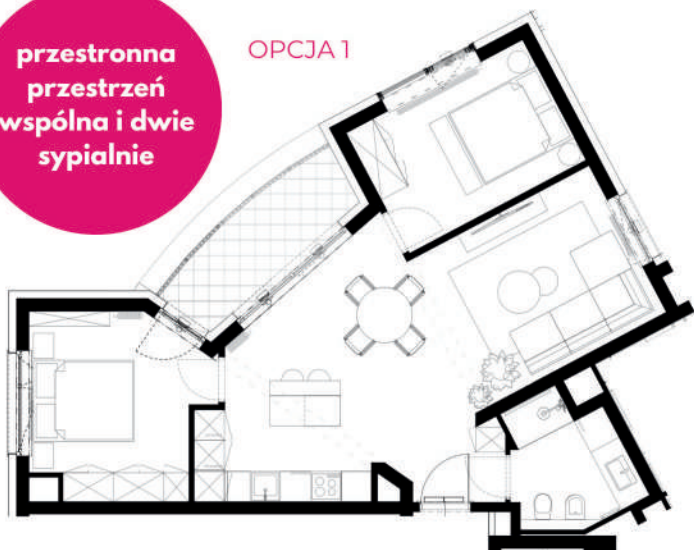 przestronna
przestrzeń
wspólna i dwie
sypialnie
OPCJA 1